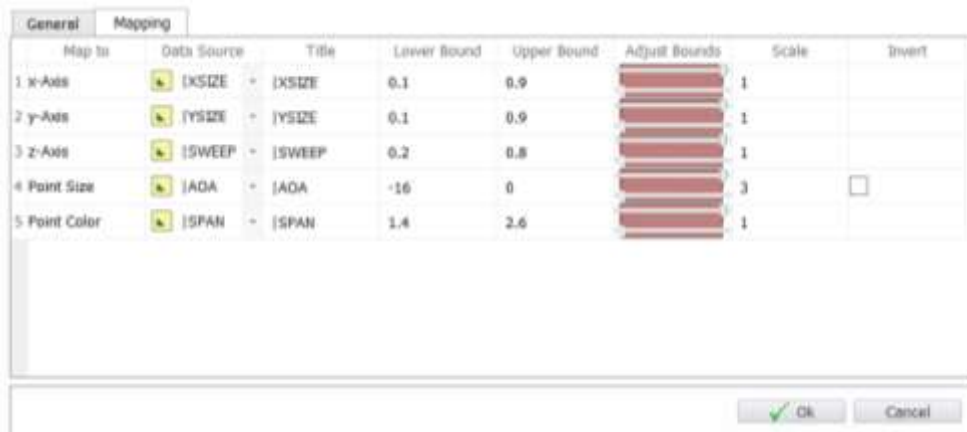 General Mapping
Map to Data Source Title Lower Bound Upper Bound Adjust Bounds Scale Invert
1 x-Axis |XSIZE |XSIZE 0.1 0.9 1
2 y-Axis |YSIZE |YSIZE 0.1 0.9 1
3 z-Axis |SWEEP |SWEEP 0.2 0.8 1
4 Point Size |AOA |AOA -16 0 3
5 Point Color |SPAN |SPAN 1.4 2.6 1
Ok Cancel